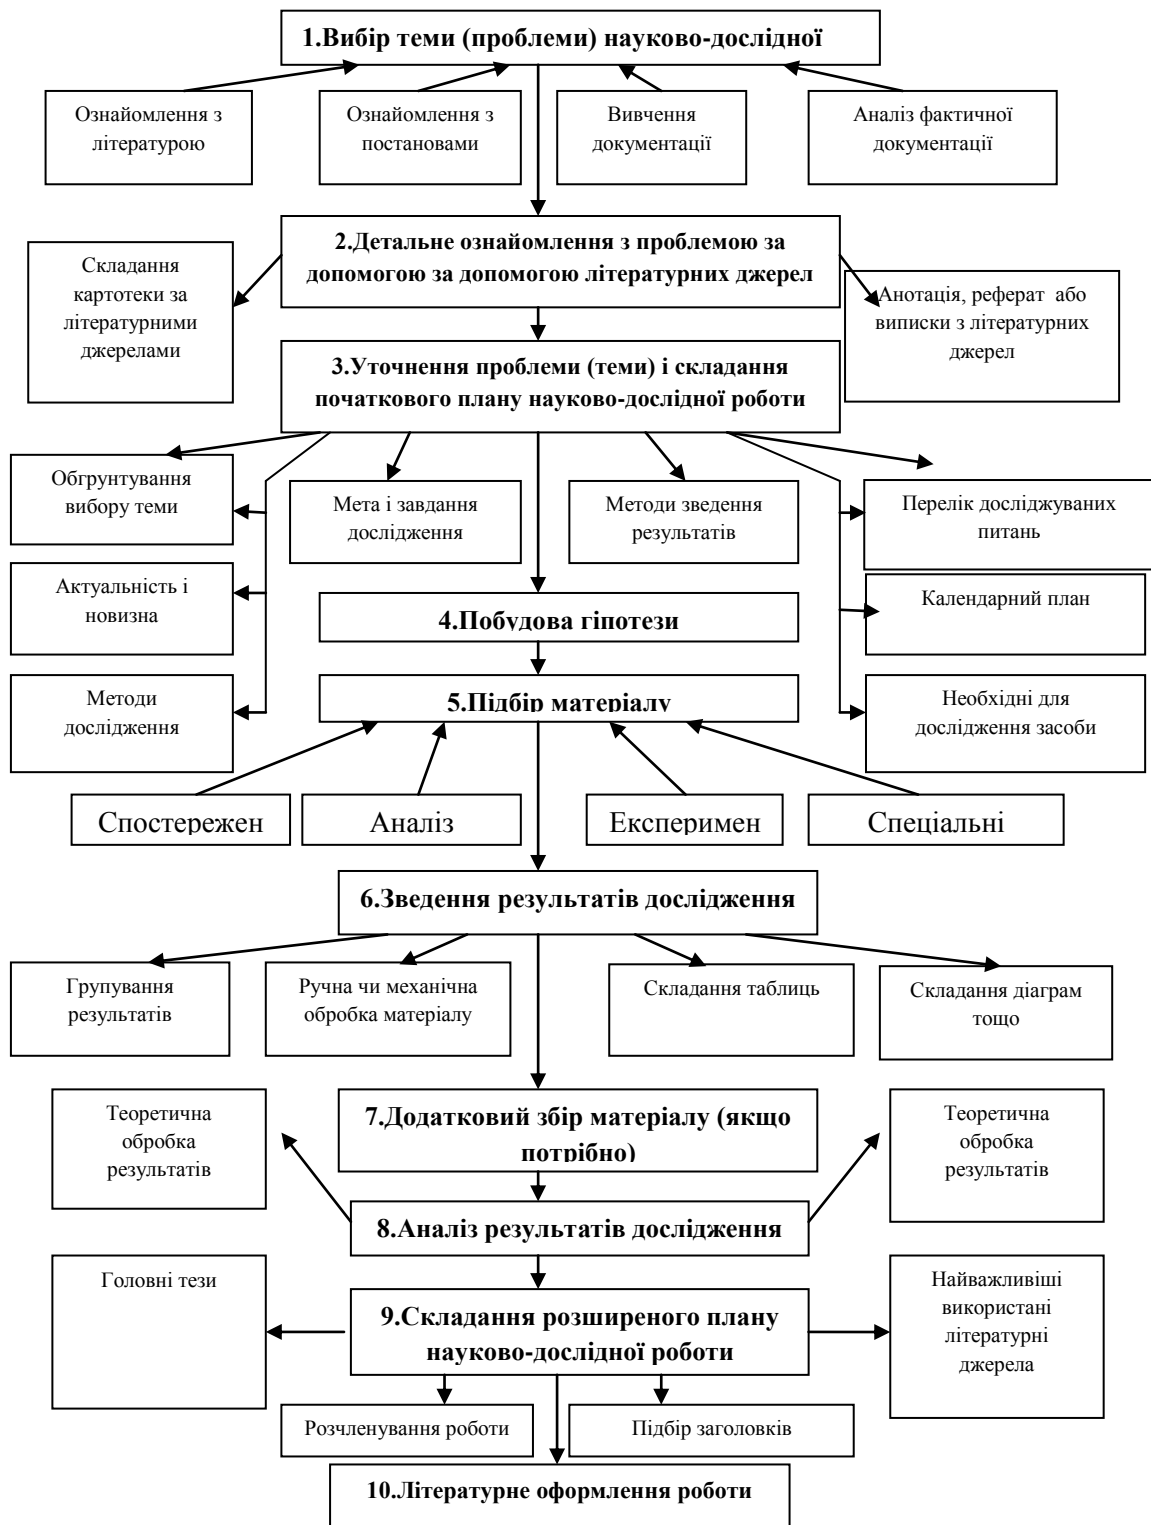 1.Вибір теми (проблеми) науково-дослідної
Ознайомлення з
літературою
Ознайомлення з
постановами
Вивчення
документації
Аналіз фактичної
документації
2.Детальне ознайомлення з проблемою за
допомогою за допомогою літературних джерел
Складання
картотеки за
літературними
джерелами
Анотація, реферат або
виписки з літературних
джерел
3.Уточнення проблеми (теми) і складання
початкового плану науково-дослідної роботи
Обгрунтування
вибору теми
Мета і завдання
дослідження
Методи зведення
результатів
Перелік досліджуваних
питань
Актуальність і
новизна
Календарний план
4.Побудова гіпотези
Методи
дослідження
5.Підбір матеріалу
Необхідні для
дослідження засоби
Спостережен
Аналіз
Експеримен
Спеціальні
6.Зведення результатів дослідження
Групування
результатів
Ручна чи механічна
обробка матеріалу
Складання таблиць
Складання діаграм
тощо
Теоретична
обробка
результатів
7.Додатковий збір матеріалу (якщо
потрібно)
Теоретична
обробка
результатів
8.Аналіз результатів дослідження
Головні тези
9.Складання розширеного плану
науково-дослідної роботи
Найважливіші
використані
літературні
джерела
Розчленування роботи
Підбір заголовків
10.Літературне оформлення роботи